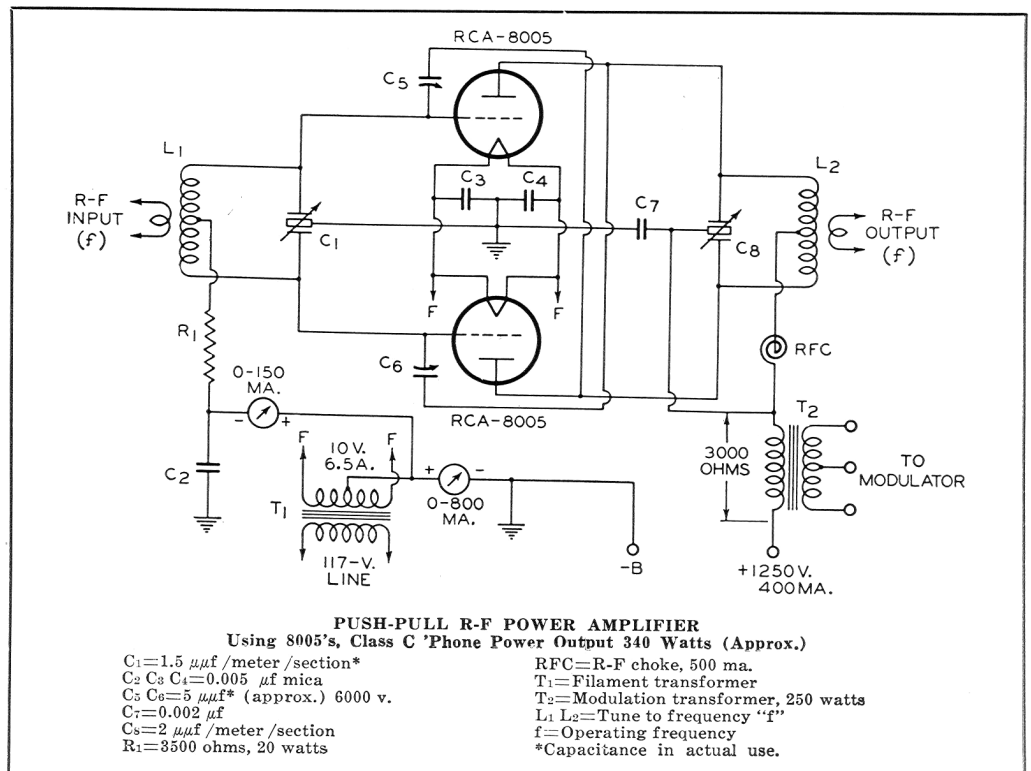 RCA-8005
C5
L1
C3
C4
L2
C7
R-F
INPUT
(f)
C1
C8
R-F
OUTPUT
(f)
F
F
R1
C6
RFC
0-150
MA.
- +
RCA-8005
T2
F
10 V.
6.5 A.
F
3000
OHMS
C2
+ -
TO
MODULATOR
T1
0-800
MA.
117-V.
LINE
-B
+1250 V.
400 MA.
PUSH-PULL R-F POWER AMPLIFIER
Using 8005's, Class C 'Phone Power Output 340 Watts (Approx.)
C1=1.5 μμf/meter/section*
C2 C3 C4=0.005 μf mica
C5 C6=5 μμf* (approx.) 6000 v.
C7=0.002 μf
C8=2 μμf/meter/section
R1=3500 ohms, 20 watts
RFC=R-F choke, 500 ma.
T1=Filament transformer
T2=Modulation transformer, 250 watts
L1 L2=Tune to frequency "f"
f=Operating frequency
*Capacitance in actual use.